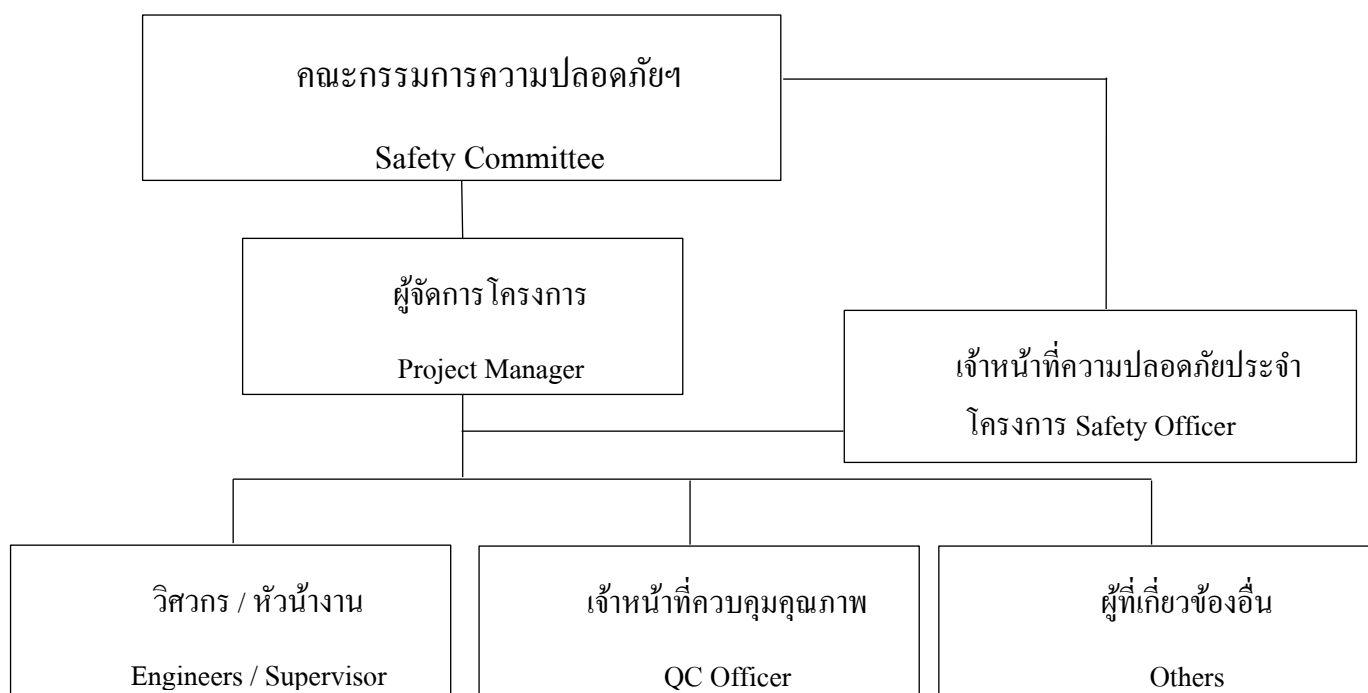 คณะกรรมการความปลอดภัยฯ
Safety Committee
ผู้จัดการโครงการ
Project Manager
เจ้าหน้าที่ความปลอดภัยประจำ
โครงการ Safety Officer
วิศวกร / หัวน้างาน
Engineers / Supervisor
เจ้าหน้าที่ควบคุมคุณภาพ
QC Officer
ผู้ที่เกี่ยวข้องอื่น
Others